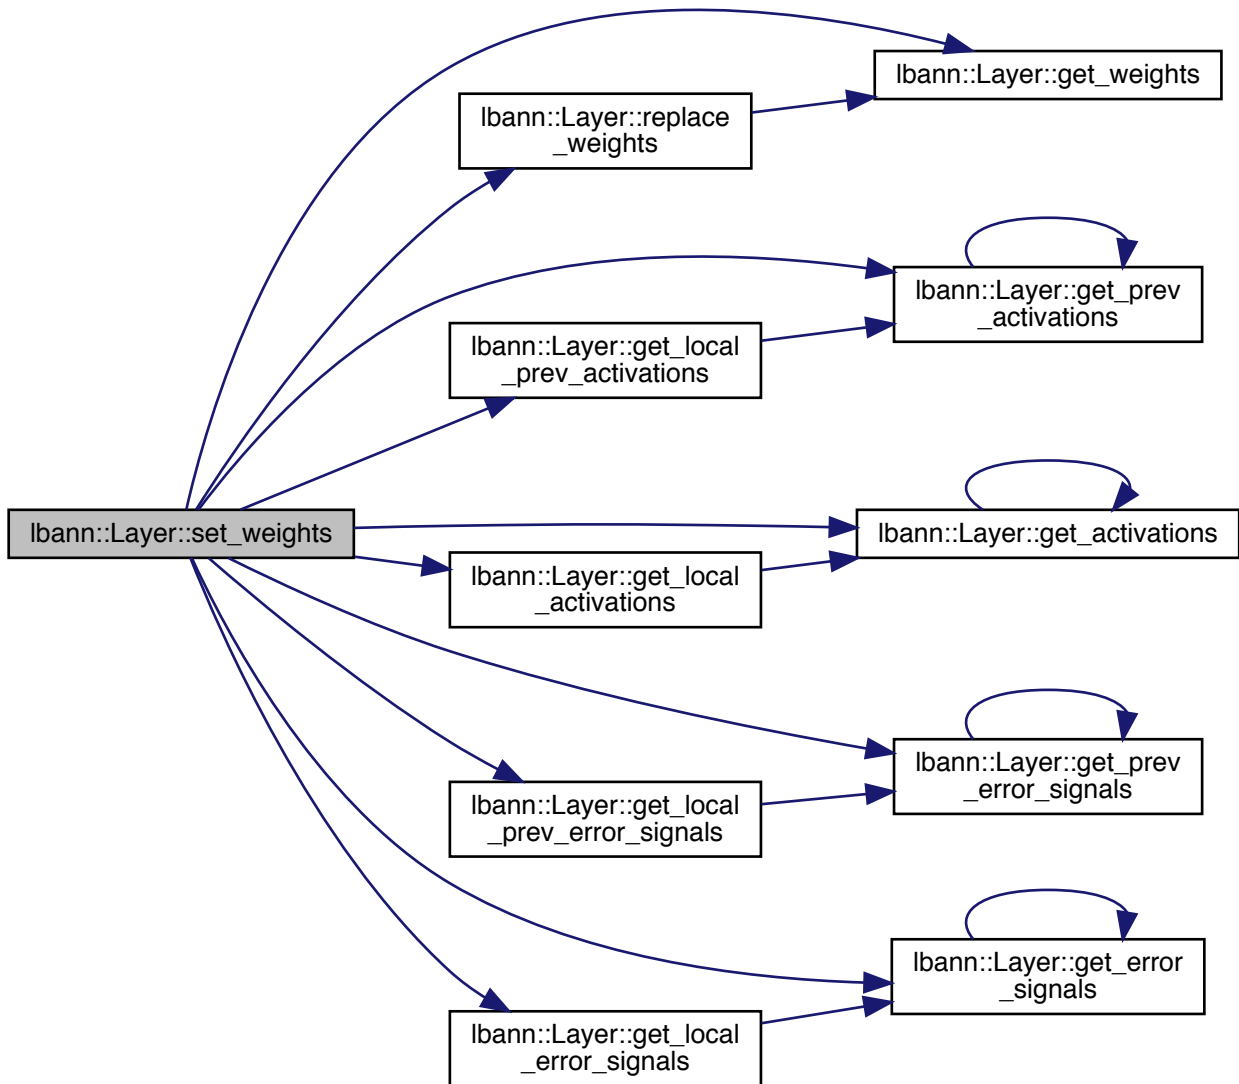 lbann::Layer::get_weights
lbann::Layer::replace
_weights
lbann::Layer::get_prev
_activations
lbann::Layer::get_local
_prev_activations
lbann::Layer::set_weights
lbann::Layer::get_activations
lbann::Layer::get_local
_activations
lbann::Layer::get_prev
_error_signals
lbann::Layer::get_local
_prev_error_signals
lbann::Layer::get_error
_signals
lbann::Layer::get_local
_error_signals